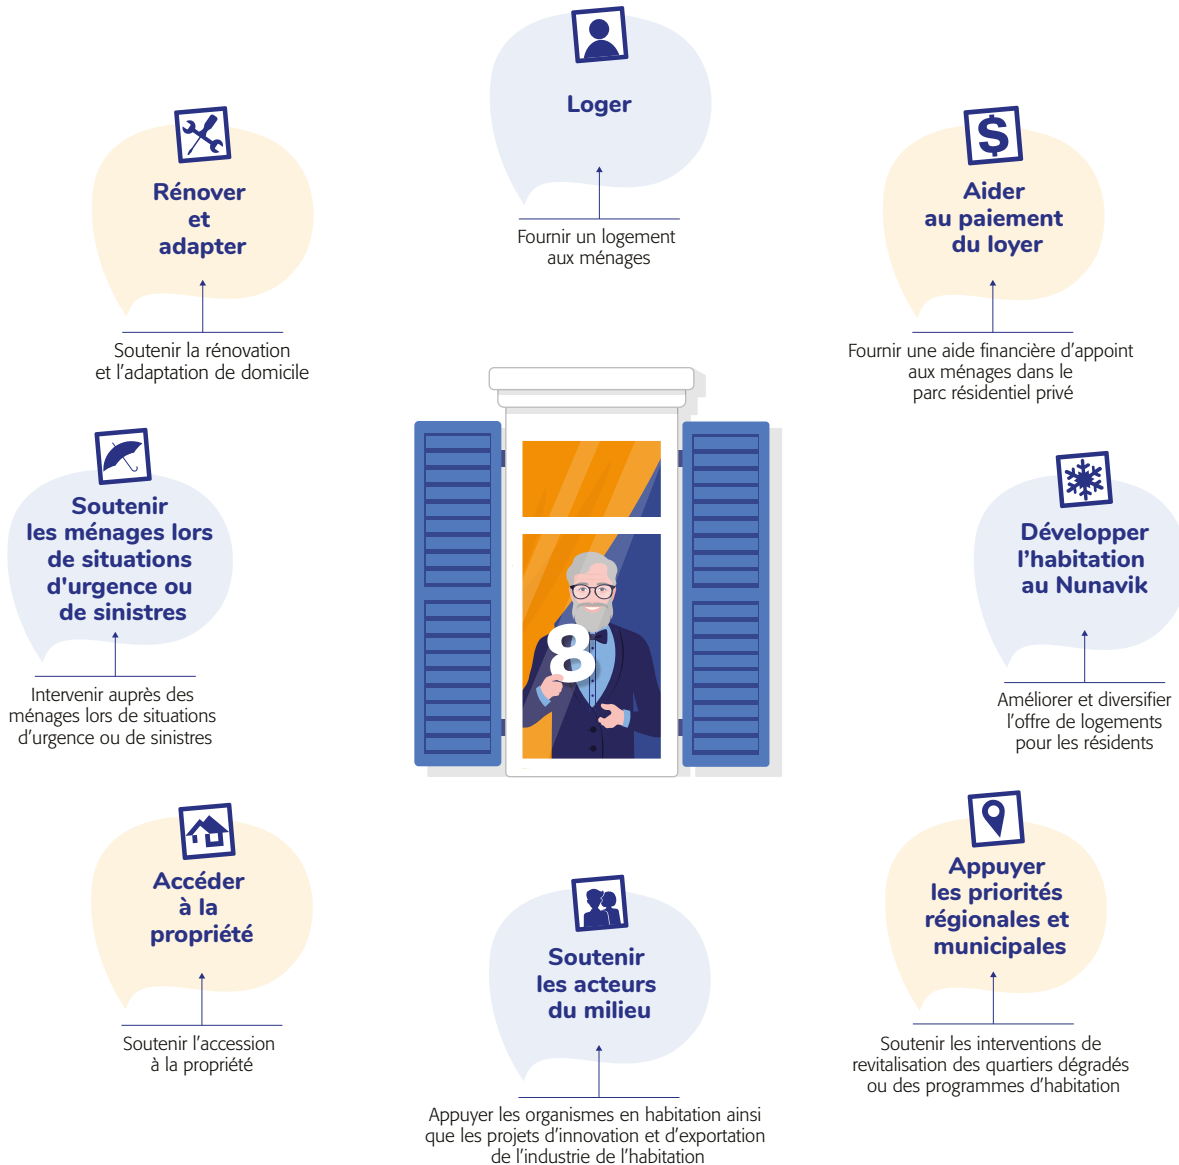 Loger
Fournir un logement
aux ménages
$
Aider
au paiement
du loyer
Fournir une aide financière d'appoint
aux ménages dans le
parc résidentiel privé
Développer
l'habitation
au Nunavik
Améliorer et diversifier
l'offre de logements
pour les résidents
Appuyer
les priorités
régionales et
municipales
Soutenir les interventions de
revitalisation des quartiers dégradés
ou des programmes d'habitation
Soutenir
les acteurs
du milieu
Appuyer les organismes en habitation ainsi
que les projets d'innovation et d'exportation
de l'industrie de l'habitation
Accéder
à la
propriété
Soutenir l'accession
à la propriété
Soutenir
les ménages lors
de situations
d'urgence ou
de sinistres
Intervenir auprès des
ménages lors de situations
d'urgence ou de sinistres
Rénover
et
adapter
Soutenir la rénovation
et l'adaptation de domicile
8